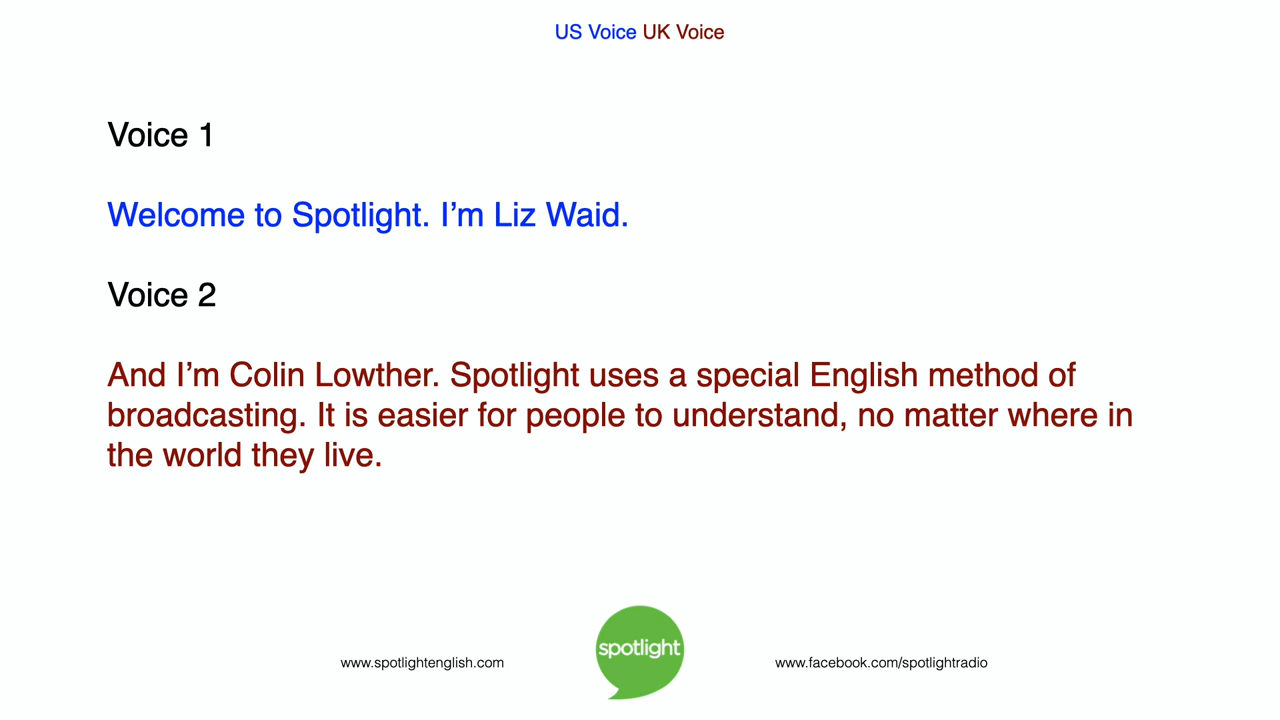 US Voice UK Voice
Voice 1
Welcome to Spotlight. I’m Liz Waid.
Voice 2
And I’m Colin Lowther. Spotlight uses a special English method of
broadcasting. It is easier for people to understand, no matter where in
the world they live.
www.spotlightenglish.com
spotlight
www.facebook.com/spotlightradio